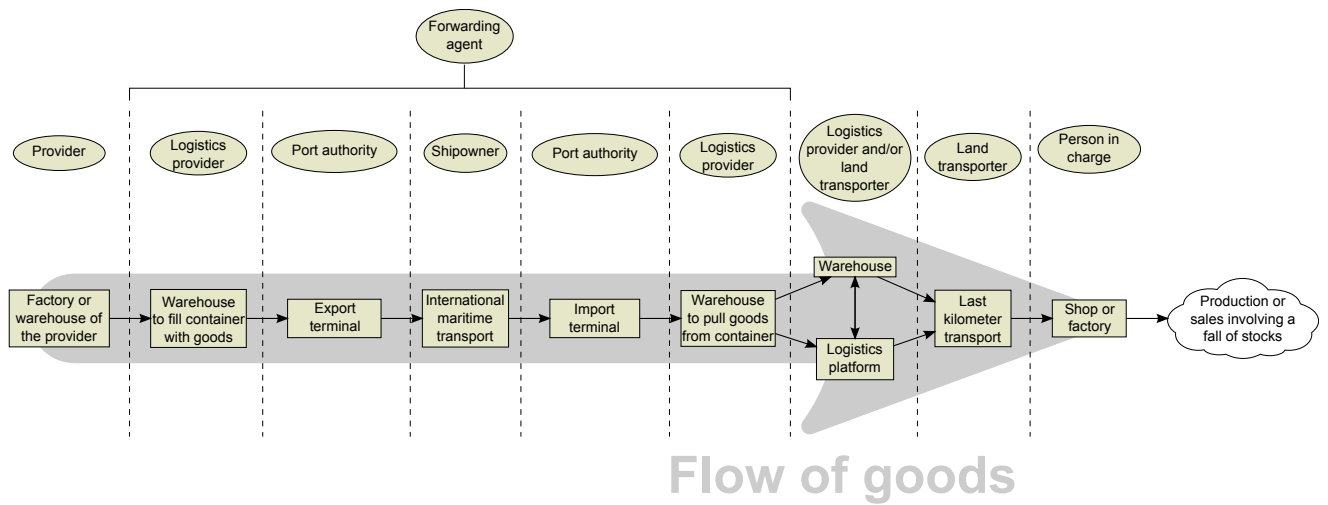 Forwarding
agent
Provider
Logistics
provider
Port authority
Shipowner
Port authority
Logistics
provider
Logistics
provider and/or
land
transporter
Land
transporter
Person in
charge
Factory or
warehouse of
the provider
Warehouse
to fill container
with goods
Export
terminal
International
maritime
transport
Import
terminal
Warehouse
to pull goods
from container
Warehouse
Logistics
platform
Last
kilometer
transport
Shop or
factory
Production or
sales involving a
fall of stocks
Flow of goods